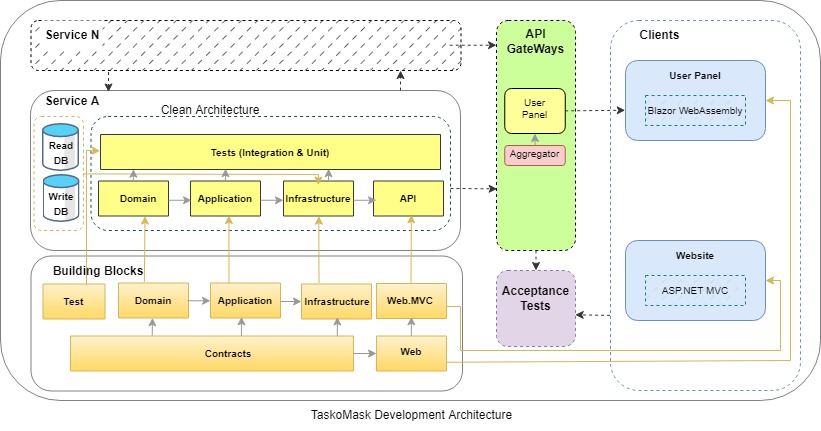 Service N
API
GateWays
Clients
User Panel
Blazor WebAssembly
Service A
Clean Architecture
User
Panel
Aggregator
Read
DB
Write
DB
Tests (Integration & Unit)
Domain
Application
Infrastructure
API
Building Blocks
Test
Domain
Application
Infrastructure
Web.MVC
Contracts
Web
Acceptance
Tests
Website
ASP.NET MVC
TaskoMask Development Architecture